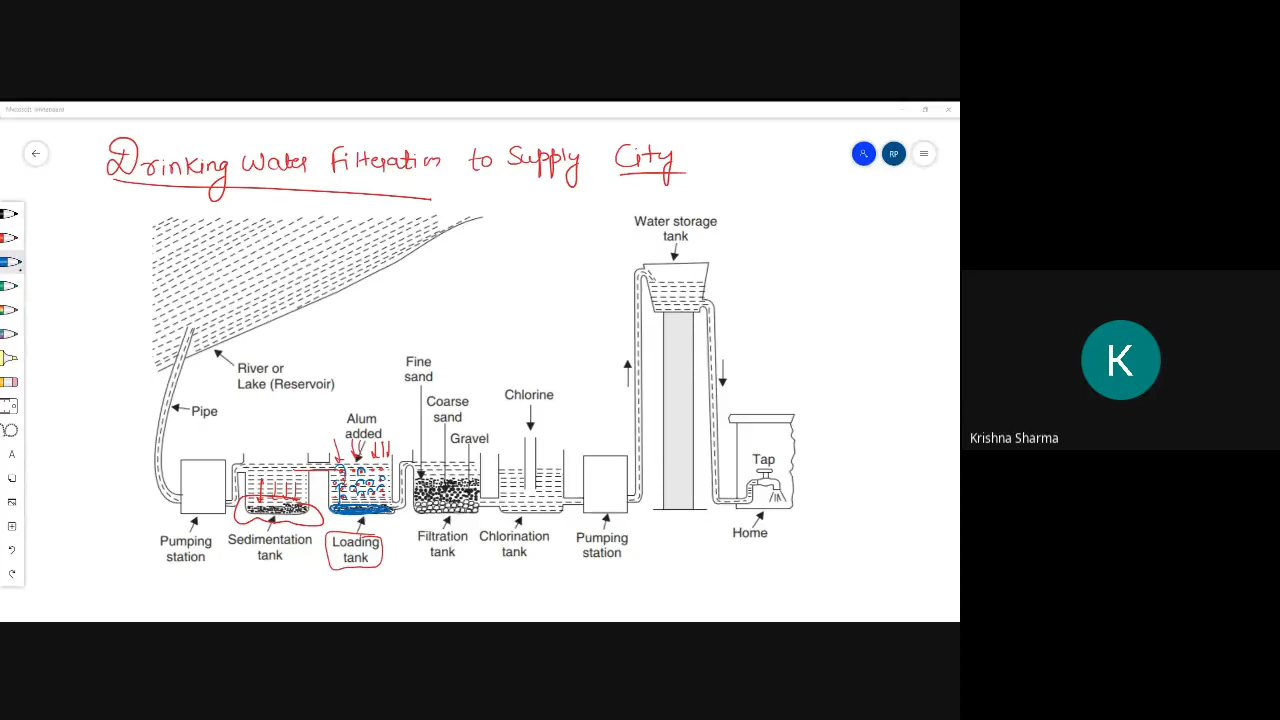 Microsoft Whiteboard
Drinking Water Filteration to Supply City
RP
Water storage
tank
River or
Lake (Reservoir)
Pipe
Alum
added
Fine
sand
Coarse
sand
Gravel
Chlorine
Tap
Pumping
station
Sedimentation
tank
Loading
tank
Filtration
tank
Chlorination
tank
Pumping
station
Home
A
K
Krishna Sharma